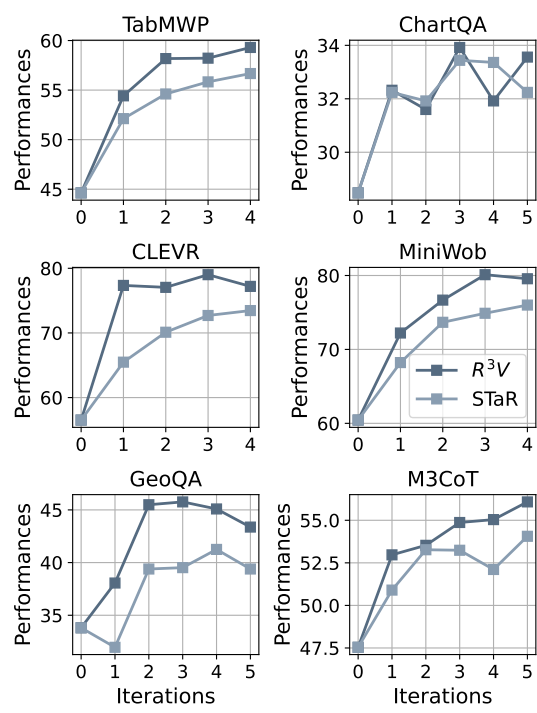 TabMWP
Performances
60
55
50
45
0 1 2 3 4
ChartQA
Performances
34
32
30
0 1 2 3 4 5
CLEVR
Performances
80
70
60
0 1 2 3 4
MiniWob
Performances
80
70
60
0 1 2 3 4
R³V
STaR
GeoQA
Performances
45
40
35
0 1 2 3 4 5
Iterations
M3CoT
Performances
55.0
52.5
50.0
47.5
0 1 2 3 4 5
Iterations